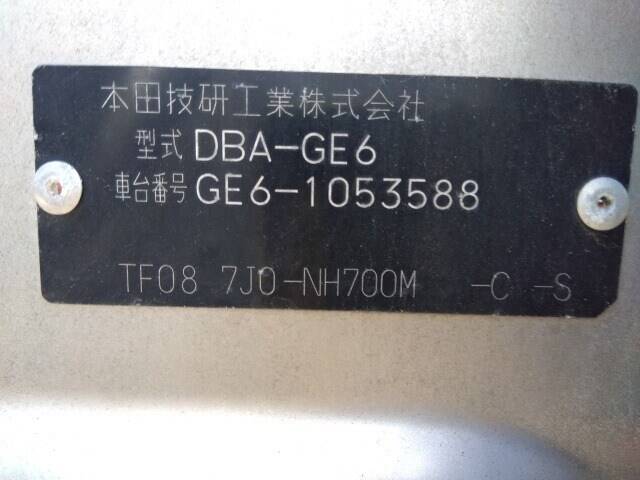 本田技研工業株式会社
型式 DBA-GE6
車台番号 GE6-1053588
TF08 7J0-NH700M -C -S